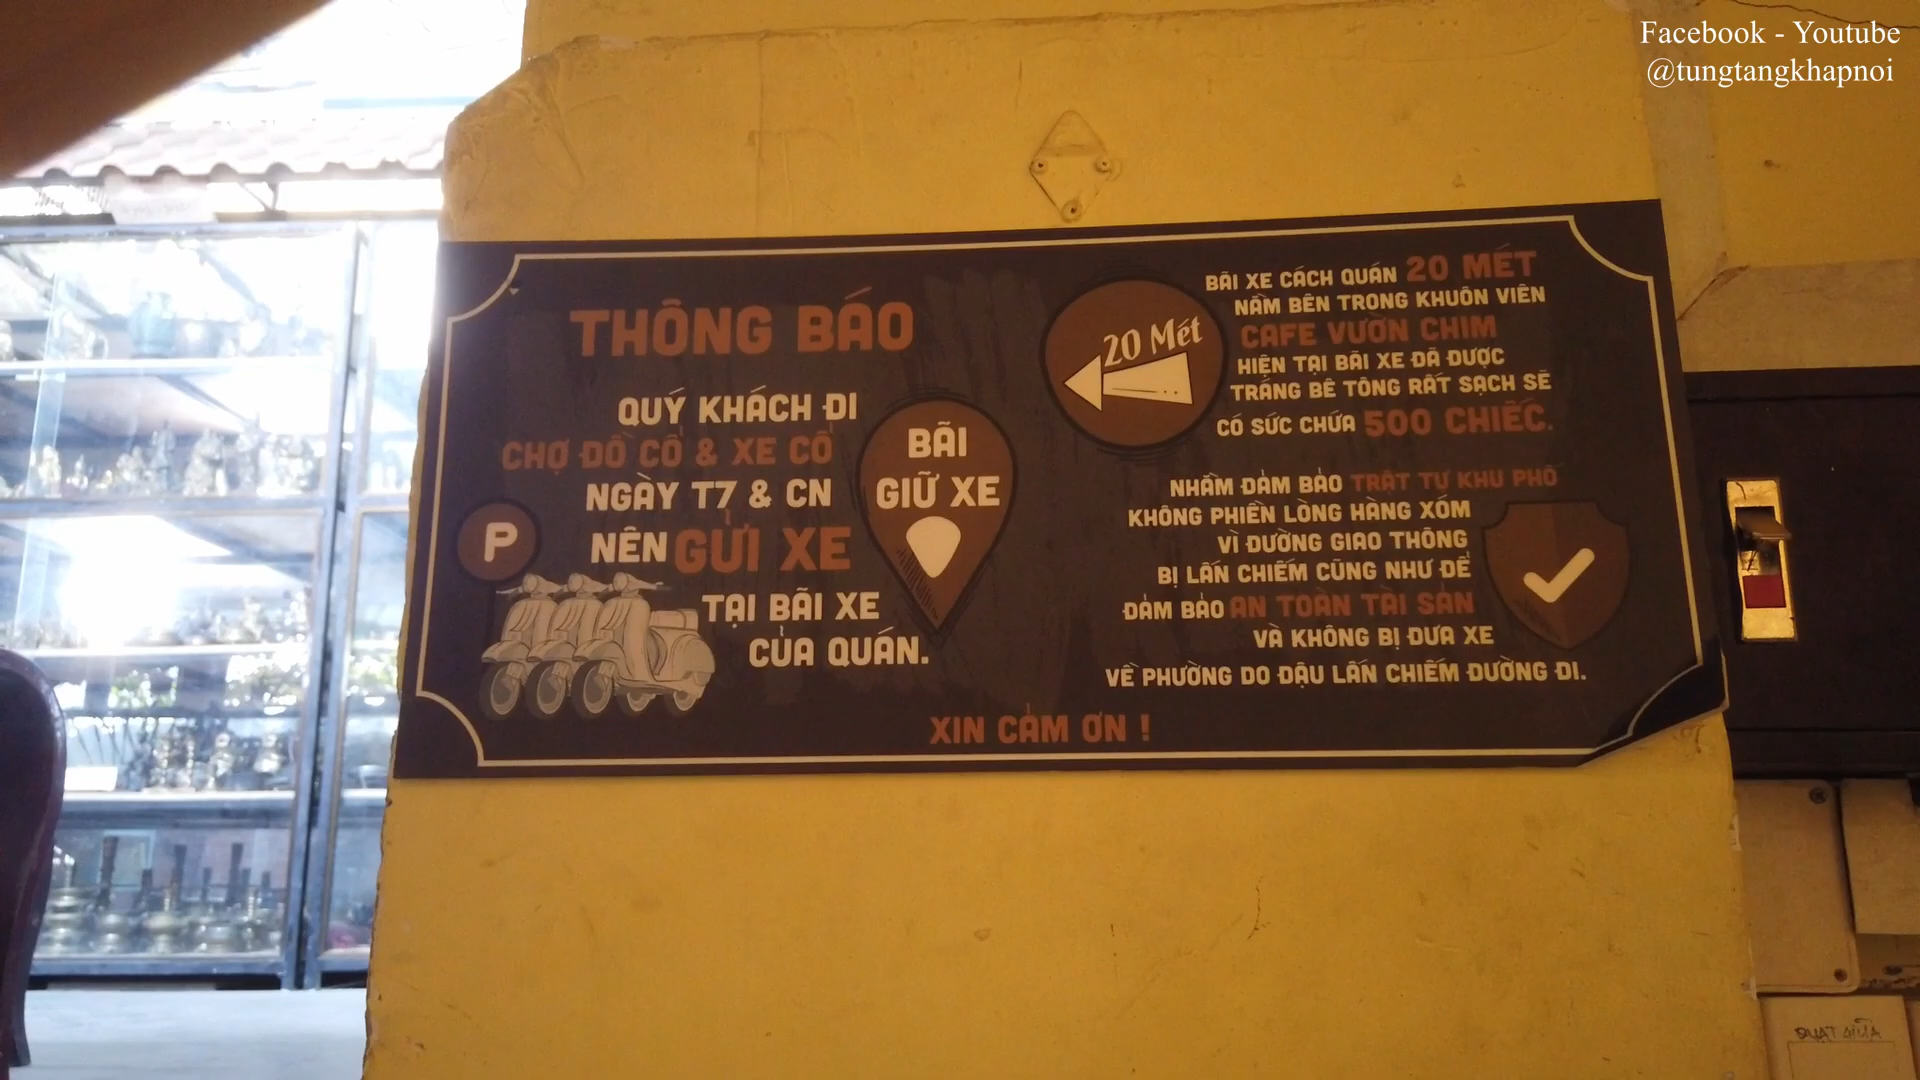 Facebook - Youtube
@tungtangkhapnoi
THÔNG BÁO
QUÝ KHÁCH ĐI
CHỢ ĐỒ CỔ & XE CỔ
NGÀY T7 & CN
NÊN GỬI XE
TẠI BÃI XE
CỦA QUÁN.
P
BÃI
GIỮ XE
20 Mét
BÃI XE CÁCH QUÁN 20 MÉT
NẰM BÊN TRONG KHUÔN VIÊN
CAFE VƯỜN CHIM
HIỆN TẠI BÃI XE ĐÃ ĐƯỢC
TRÁNG BÊ TÔNG RẤT SẠCH SẼ
CÓ SỨC CHỨA 500 CHIẾC.
NHẰM ĐẢM BẢO TRẬT TỰ KHU PHỐ
KHÔNG PHIỀN LÒNG HÀNG XÓM
VÌ ĐƯỜNG GIAO THÔNG
BỊ LẤN CHIẾM CŨNG NHƯ ĐỂ
ĐẢM BẢO AN TOÀN TÀI SẢN
VÀ KHÔNG BỊ ĐƯA XE
VỀ PHƯỜNG DO ĐẬU LẤN CHIẾM ĐƯỜNG ĐI.
XIN CẢM ƠN !
QUẠT GIỮA